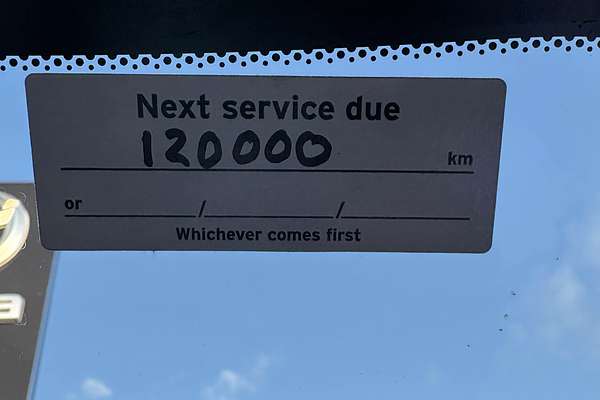 Next service due
120000 km
or / /
Whichever comes first